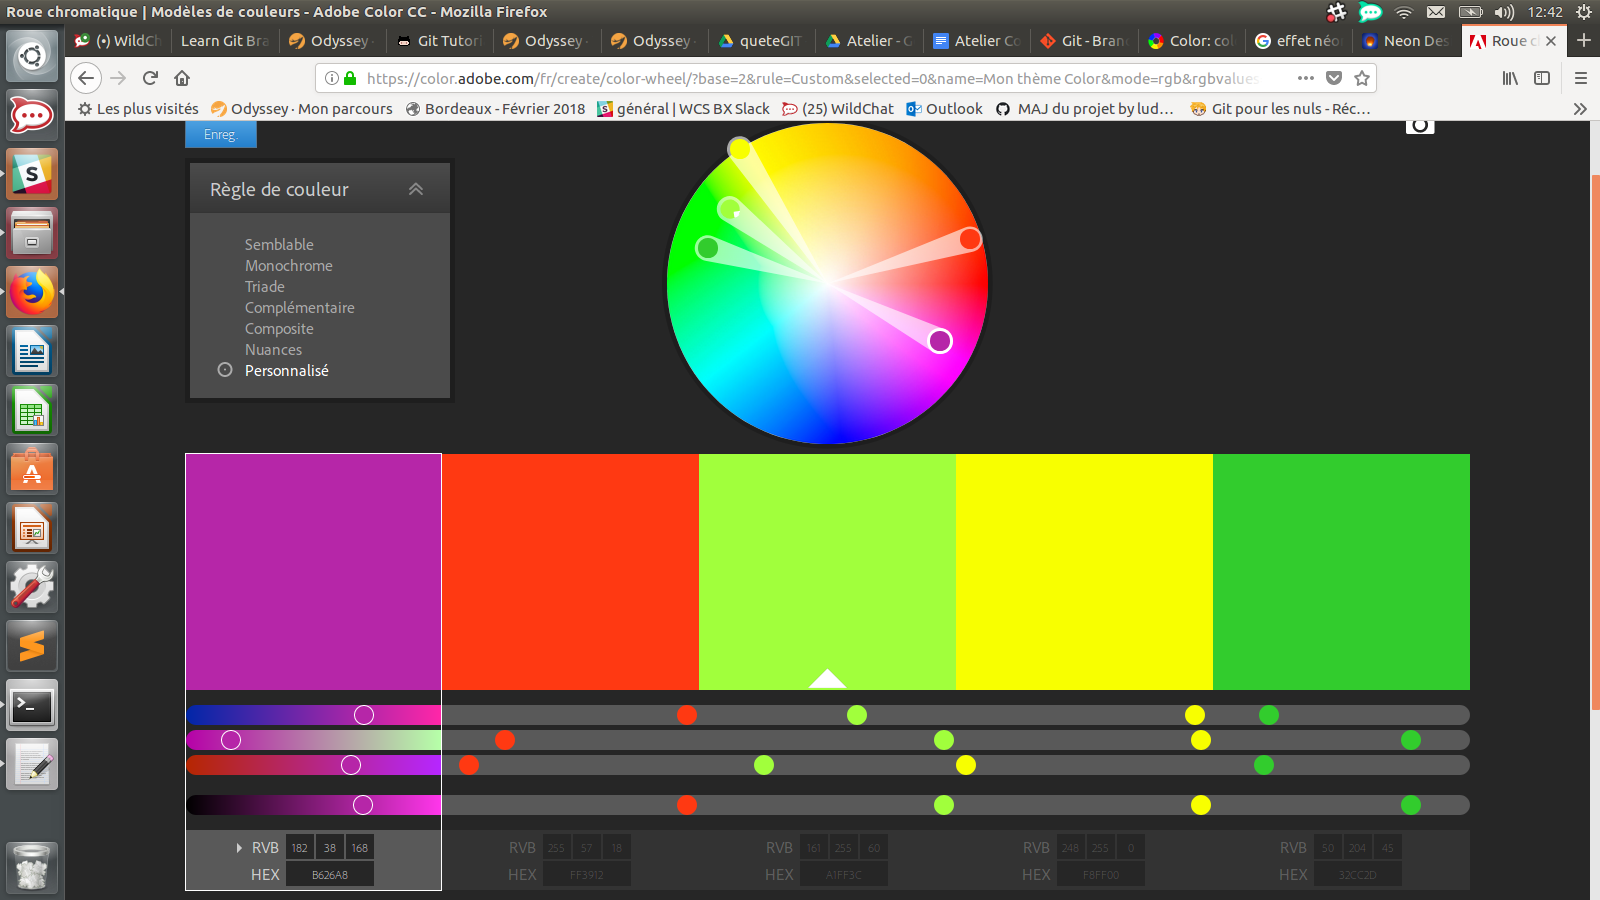 Roue chromatique | Modèles de couleurs - Adobe Color CC - Mozilla Firefox
12:42
(•) WildCh
Learn Git Bra
Odyssey ·
Git Tutori
Odyssey ·
Odyssey ·
queteGIT
Atelier - G
Atelier Co
Git - Bran
Color: col
effet néo
Neon Des
Roue ch
https://color.adobe.com/fr/create/color-wheel/?base=2&rule=Custom&selected=0&name=Mon thème Color&mode=rgb&rgbvalues
Les plus visités
Odyssey · Mon parcours
Bordeaux - Février 2018
général | WCS BX Slack
(25) WildChat
Outlook
MAJ du projet by lud…
Git pour les nuls - Réc…
Enreg.
Règle de couleur
Semblable
Monochrome
Triade
Complémentaire
Composite
Nuances
Personnalisé
RVB 182 38 168
RVB 255 57 18
RVB 161 255 60
RVB 248 255 0
RVB 50 204 45
HEX B626A8
HEX FF3912
HEX A1FF3C
HEX F8FF00
HEX 32CC2D